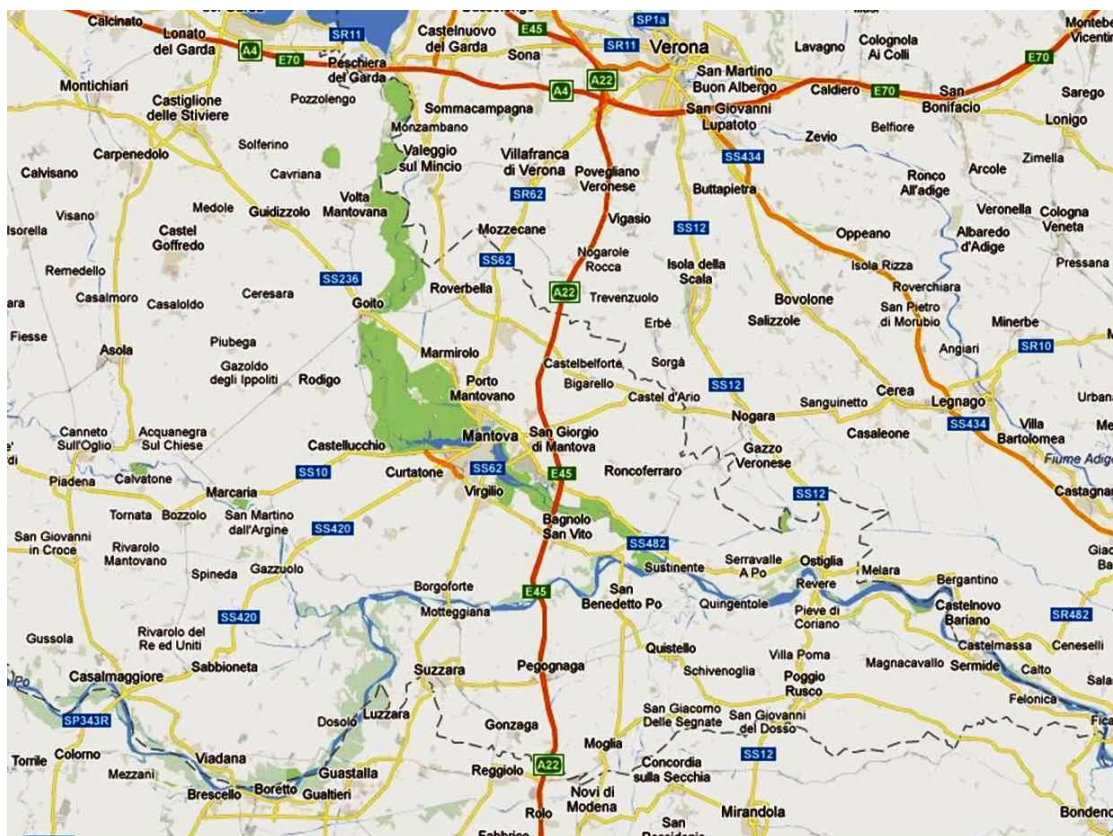 Calcinato
Lonato
del Garda
A4
E70
SR11
Peschiera
del Garda
Castelnuovo
del Garda
E45
Sona
SR11
SP1a
Verona
Lavagno
Colognola
Ai Colli
Montebe
Vicentin
E70
Montichiari
Castiglione
delle Stiviere
Pozzolengo
Sommacampagna
A4
A22
San Martino
Buon Albergo
San Giovanni
Lupatoto
Caldiero
E70
San
Bonifacio
Sarego
Lonigo
Monzambano
Zevio
Belfiore
Carpenedolo
Solferino
Valeggio
sul Mincio
Villafranca
di Verona
SS434
Zimella
Calvisano
Cavriana
Povegliano
Veronese
Buttapietra
Ronco
All'adige
Arcole
Visano
Medole
Guidizzolo
Volta
Mantovana
SR62
Vigasio
Veronella
Cologna
Veneta
Isorella
Castel
Goffredo
Mozzecane
SS12
Oppeano
Albaredo
d'Adige
Remedello
SS236
SS62
Nogarole
Rocca
Isola della
Scala
Isola Rizza
Pressana
Casalmoro
Casaloldo
Ceresara
Goito
Roverbella
A22
Trevenzuolo
Bovolone
Roverchiara
San Pietro
di Morubio
Fiesse
Asola
Piubega
Erbé
Salizzole
Minerbe
Gazoldo
degli Ippoliti
Rodigo
Marmirolo
Castelbelforte
Sorgà
Angiari
SR10
Porto
Mantovano
Bigarello
Castel d'Ario
SS12
Sanguinetto
Cerea
Legnago
Canneto
Sull'Oglio
Acquanegra
Sul Chiese
Castellucchio
Mantova
San Giorgio
di Mantova
Nogara
Casaleone
SS434
Villa
Bartolomea
Piadena
Calvatone
SS10
Curtatone
SS62
E45
Roncoferraro
Gazzo
Veronese
Fiume Adige
Marcaria
Virgilio
SS12
Castagna
Tornata
Bozzolo
San Martino
dall'Argine
SS420
Bagnolo
San Vito
San Giovanni
in Croce
Rivarolo
Mantovano
SS482
Spineda
Gazzuolo
Sustinente
Serravalle
A Po
Ostiglia
Melara
Bergantino
Borgoforte
E45
Revere
SS420
Motteggiana
San
Benedetto Po
Quingentole
Pieve di
Coriano
Castelnovo
Bariano
SR482
Gussola
Rivarolo del
Re ed Uniti
Castelmassa
Ceneselli
Sabbioneta
Suzzara
Pegognaga
Quistello
Schivenoglia
Villa Poma
Magnacavallo
Sermide
Calto
Po
Casalmaggiore
Poggio
Rusco
Felonica
SP343R
Dosolo
Luzzara
Gonzaga
San Giacomo
Delle Segnate
San Giovanni
del Dosso
Torrile
Colorno
Viadana
Moglia
SS12
Mezzani
Guastalla
Reggiolo
A22
Concordia
sulla Secchia
Brescello
Boretto
Gualtieri
Novi di
Modena
Rolo
Mirandola
Bondeno
San